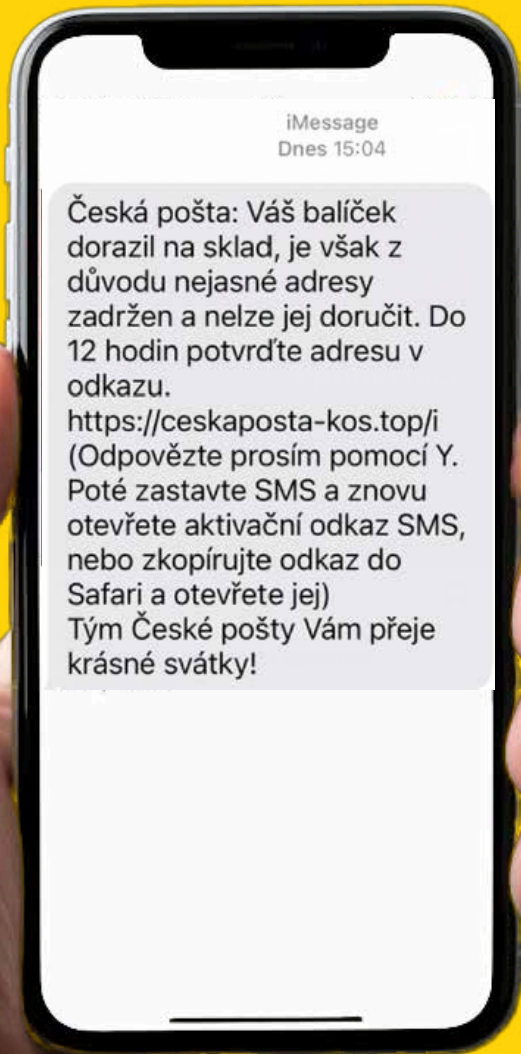 iMessage
Dnes 15:04
Česká pošta: Váš balíček
dorazil na sklad, je však z
důvodu nejasné adresy
zadržen a nelze jej doručit. Do
12 hodin potvrďte adresu v
odkazu.
https://ceskaposta-kos.top/i
(Odpovězte prosím pomocí Y.
Poté zastavte SMS a znovu
otevřete aktivační odkaz SMS,
nebo zkopírujte odkaz do
Safari a otevřete jej)
Tým České pošty Vám přeje
krásné svátky!